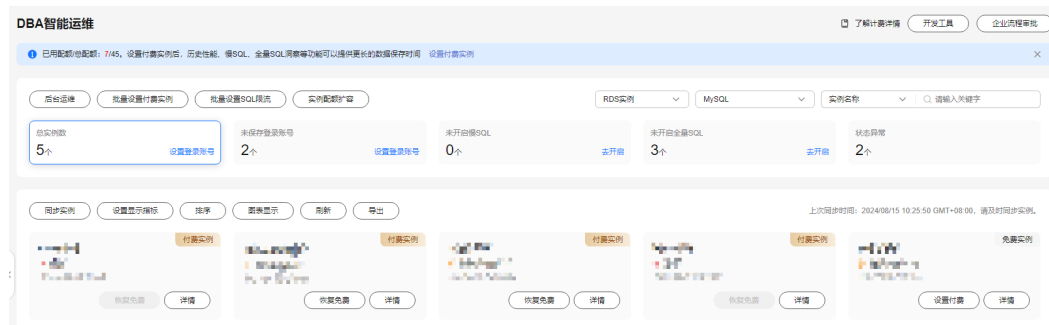 DBA智能运维
了解计费详情 开发工具 企业流程审批
已用配额/总配额：7/45。设置付费实例后，历史性能、慢SQL、全量SQL洞察等功能可以提供更长的数据保存时间 设置付费实例
后台运维 批量设置付费实例 批量设置SQL限流 实例配额扩容 RDS实例 MySQL 实例名称 请输入关键字
总实例数 未保存登录账号 未开启慢SQL 未开启全量SQL 状态异常
5个 设置登录账号 2个 设置登录账号 0个 去开启 3个 去开启 2个
同步实例 设置显示指标 排序 图表显示 刷新 导出 上次同步时间：2024/08/15 10:25:50 GMT+08:00，请及时同步实例。
付费实例 付费实例 付费实例 付费实例 免费实例
恢复免费 详情 恢复免费 详情 恢复免费 详情 恢复免费 详情 设置付费 详情